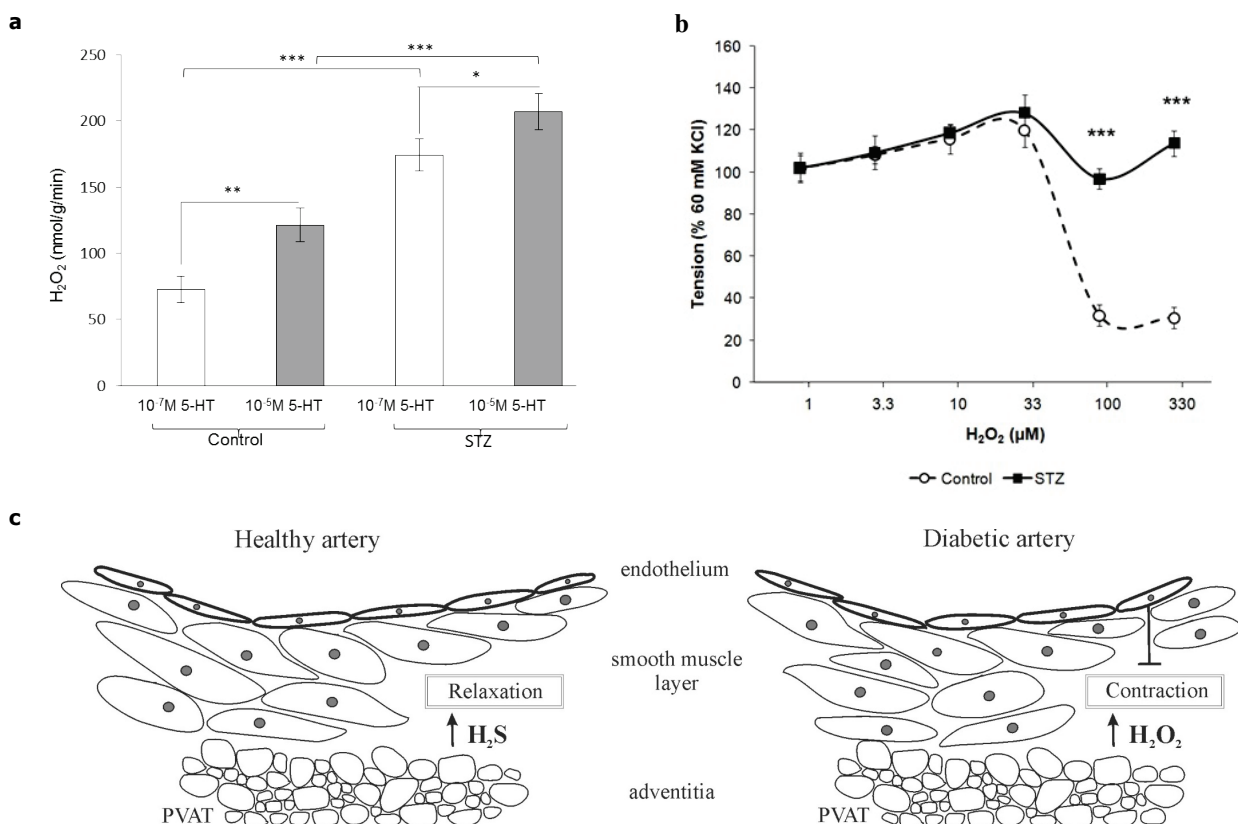 a
250
200
150
100
50
0
H₂O₂ (nmol/g/min)
***
***
**
*
10⁻⁷M 5-HT 10⁻⁵M 5-HT 10⁻⁷M 5-HT 10⁻⁵M 5-HT
Control STZ
b
160
140
120
100
80
60
40
20
0
Tension (% 60 mM KCl)
***
***
1 3.3 10 33 100 330
H₂O₂ (µM)
Control STZ
c
Healthy artery
Diabetic artery
endothelium
smooth muscle
layer
adventitia
Relaxation
H₂S
PVAT
Contraction
H₂O₂
PVAT